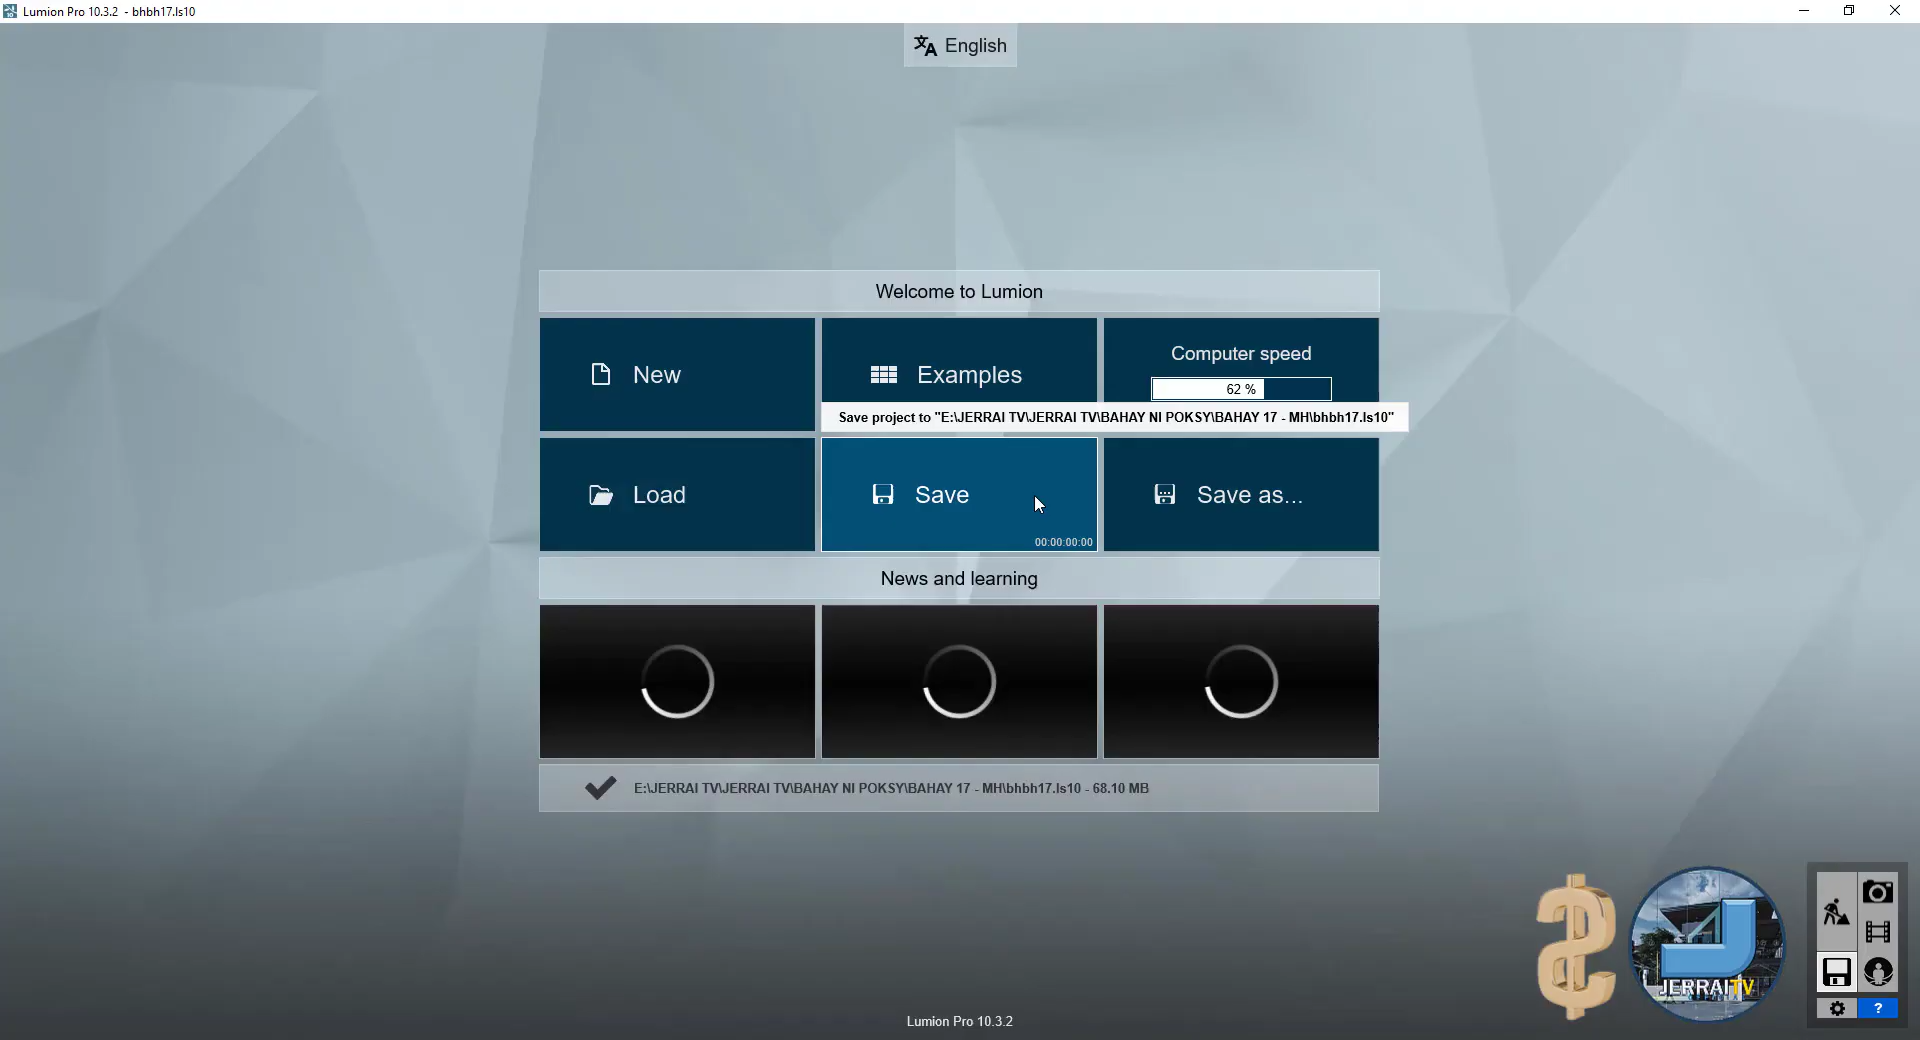 Lumion Pro 10.3.2 - bhbh17.ls10
English
Welcome to Lumion
New
Examples
Computer speed
62 %
Save project to "E:\JERRAI TV\JERRAI TV\BAHAY NI POKSY\BAHAY 17 - MH\bhbh17.ls10"
Load
Save
00:00:00:00
Save as...
News and learning
E:\JERRAI TV\JERRAI TV\BAHAY NI POKSY\BAHAY 17 - MH\bhbh17.ls10 - 68.10 MB
JERRAITV
?
Lumion Pro 10.3.2